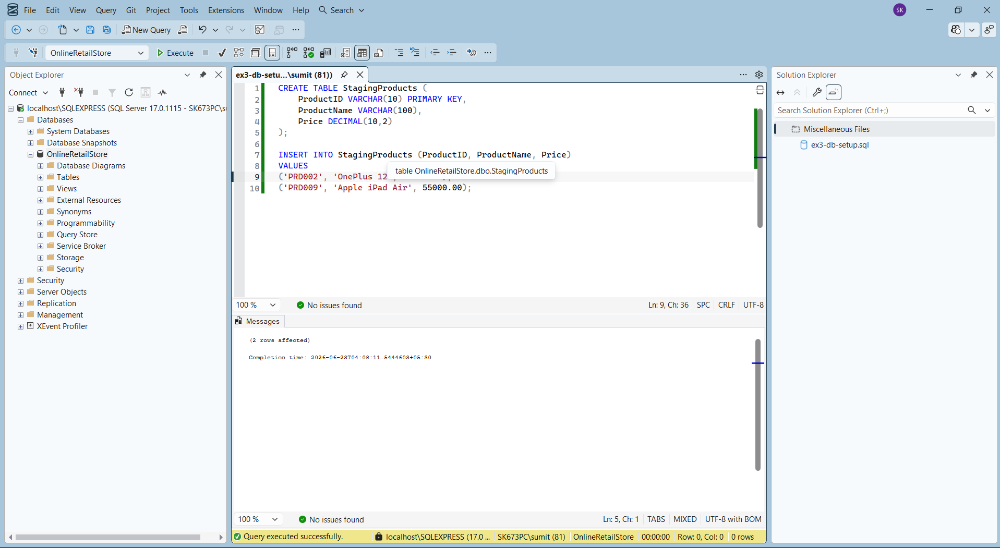 File Edit View Query Git Project Tools Extensions Window Help Search SK
New Query
OnlineRetailStore Execute
Object Explorer
Connect
localhost\SQLEXPRESS (SQL Server 17.0.1115 - SK673PC\su
Databases
System Databases
Database Snapshots
OnlineRetailStore
Database Diagrams
Tables
Views
External Resources
Synonyms
Programmability
Query Store
Service Broker
Storage
Security
Security
Server Objects
Replication
Management
XEvent Profiler
ex3-db-setu...\sumit (81))
1 CREATE TABLE StagingProducts (
2 ProductID VARCHAR(10) PRIMARY KEY,
3 ProductName VARCHAR(100),
4 Price DECIMAL(10,2)
5 );
6
7 INSERT INTO StagingProducts (ProductID, ProductName, Price)
8 VALUES
table OnlineRetailStore.dbo.StagingProducts
9 ('PRD002', 'OnePlus 12
10 ('PRD009', 'Apple iPad Air', 55000.00);
100 % No issues found Ln: 9, Ch: 36 SPC CRLF UTF-8
Messages
(2 rows affected)
Completion time: 2026-06-23T04:08:11.5444603+05:30
100 % No issues found Ln: 5, Ch: 1 TABS MIXED UTF-8 with BOM
Query executed successfully. localhost\SQLEXPRESS (17.0 ... SK673PC\sumit (81) OnlineRetailStore 00:00:00 Row: 0, Col: 0 0 rows
Solution Explorer
Search Solution Explorer (Ctrl+;)
Miscellaneous Files
ex3-db-setup.sql